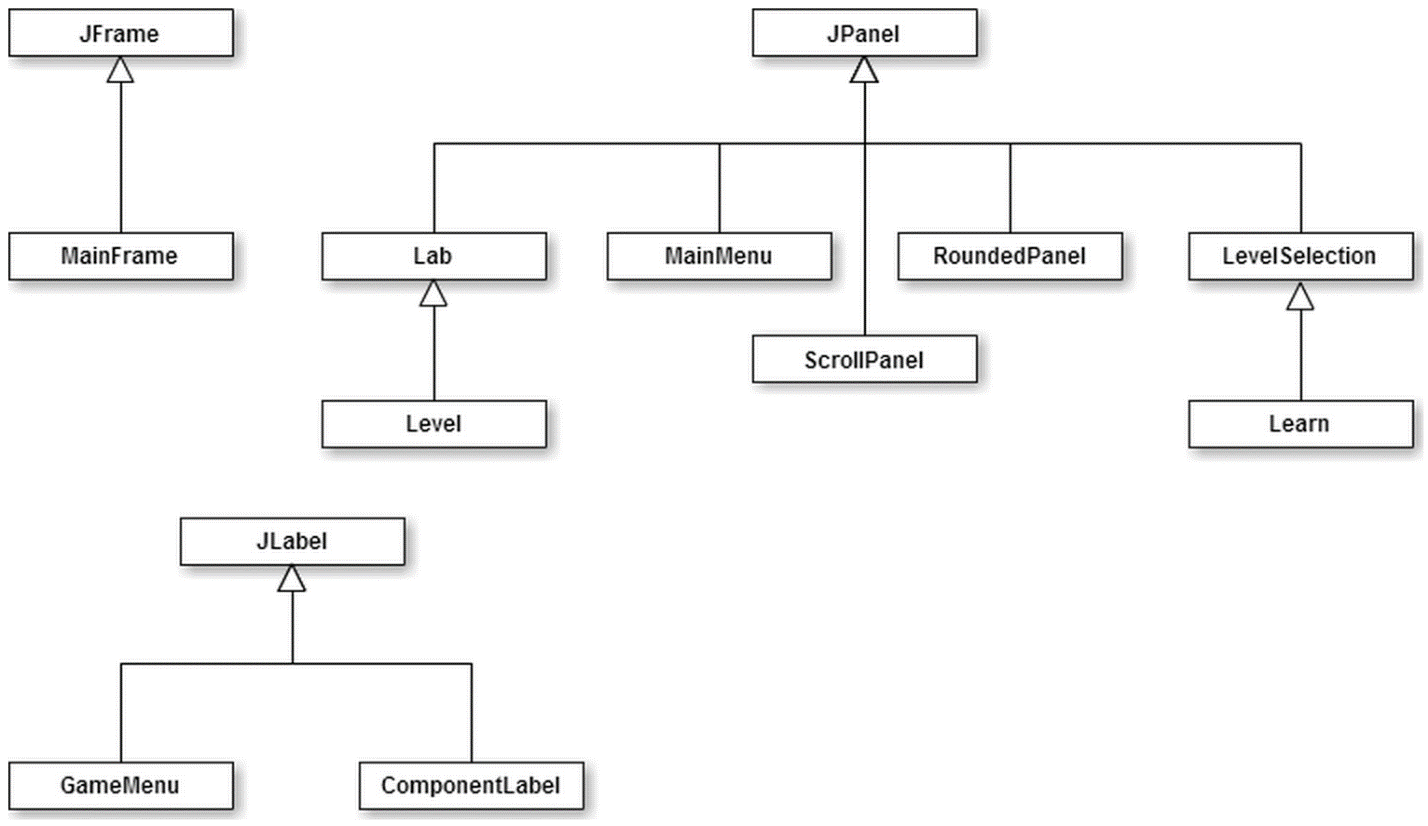 JFrame
JPanel
MainFrame
Lab
MainMenu
RoundedPanel
LevelSelection
ScrollPanel
Level
Learn
JLabel
GameMenu
ComponentLabel